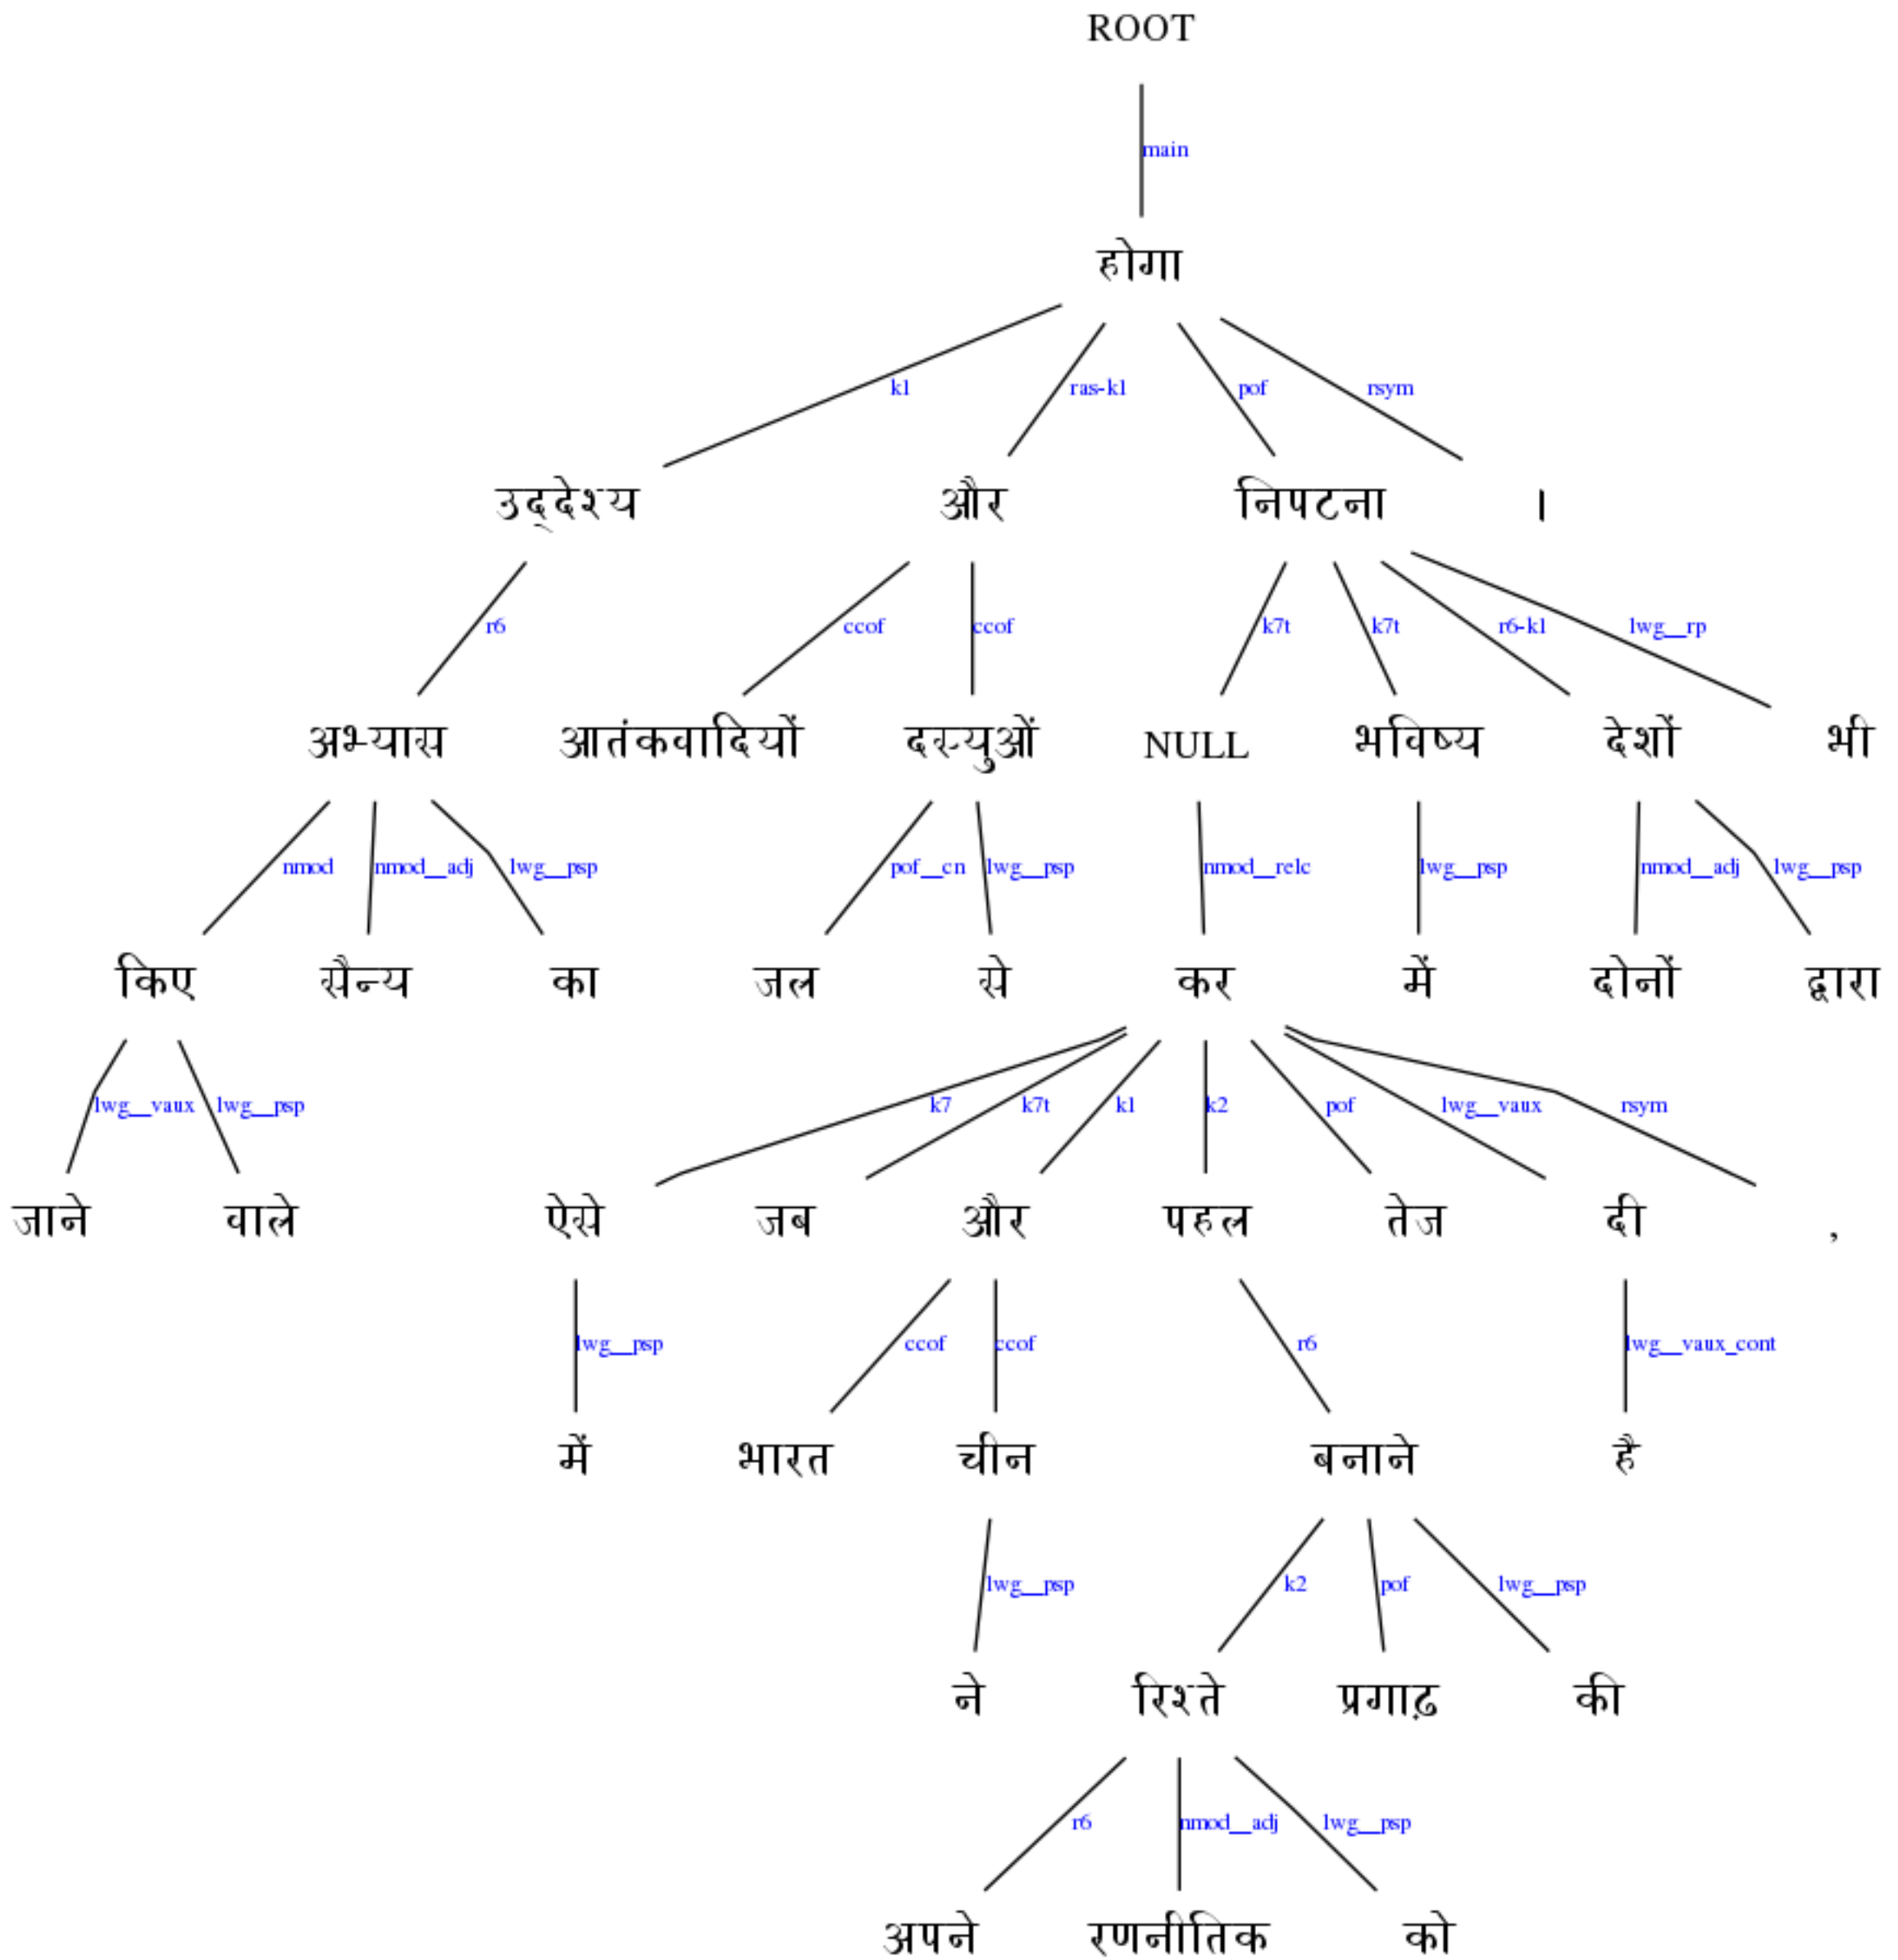 ROOT
main
होगा
k1 ras-k1 pof rsym
उद्देश्य और निपटना ।
r6 ccof ccof k7t k7t r6-k1 lwg__rp
अभ्यास आतंकवादियों दस्युओं NULL भविष्य देशों भी
nmod nmod__adj lwg__psp pof__cn lwg__psp nmod__relc lwg__psp nmod__adj lwg__psp
किए सैन्य का जल से कर में दोनों द्वारा
lwg__vaux lwg__psp k7 k7t k1 k2 pof lwg__vaux rsym
जाने वाले ऐसे जब और पहल तेज दी ,
lwg__psp ccof ccof r6 lwg__vaux_cont
में भारत चीन बनाने है
lwg__psp k2 pof lwg__psp
ने रिश्ते प्रगाढ़ की
r6 nmod__adj lwg__psp
अपने रणनीतिक को